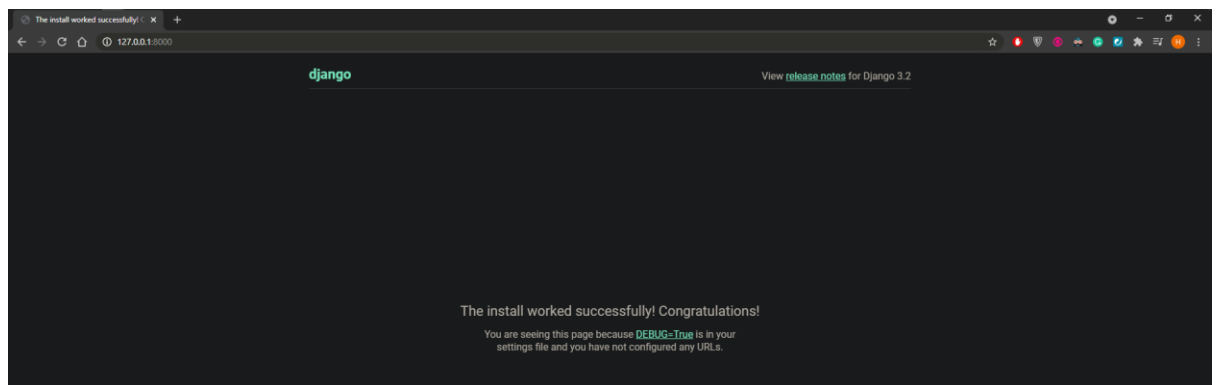 The install worked successfully! C
127.0.0.1:8000
django
View release notes for Django 3.2
The install worked successfully! Congratulations!
You are seeing this page because DEBUG=True is in your
settings file and you have not configured any URLs.